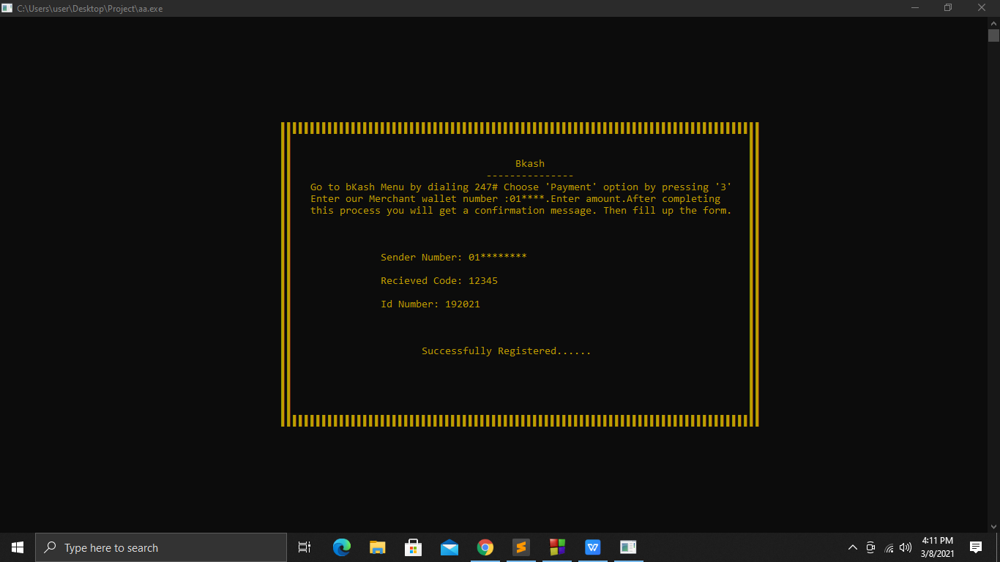 C:\Users\user\Desktop\Project\aa.exe
Bkash
---------------
Go to bKash Menu by dialing 247# Choose 'Payment' option by pressing '3'
Enter our Merchant wallet number :01****.Enter amount.After completing
this process you will get a confirmation message. Then fill up the form.
Sender Number: 01********
Recieved Code: 12345
Id Number: 192021
Successfully Registered......
Type here to search
4:11 PM
3/8/2021